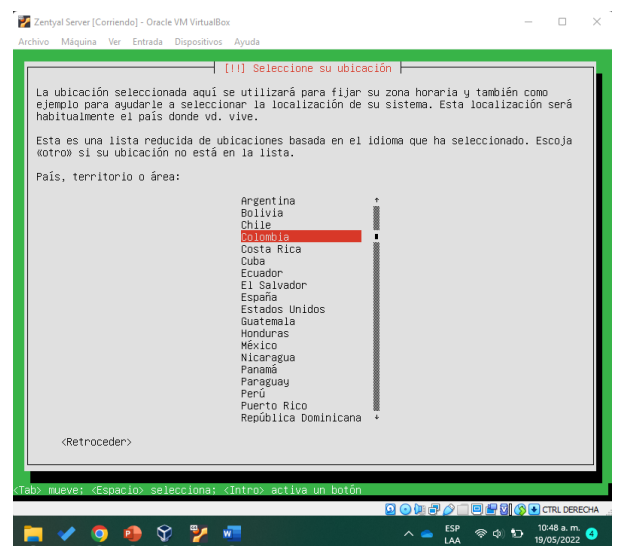 Zentyal Server [Corriendo] - Oracle VM VirtualBox
Archivo Máquina Ver Entrada Dispositivos Ayuda
[!!] Seleccione su ubicación
La ubicación seleccionada aquí se utilizará para fijar su zona horaria y también como
ejemplo para ayudarle a seleccionar la localización de su sistema. Esta localización será
habitualmente el país donde vd. vive.
Esta es una lista reducida de ubicaciones basada en el idioma que ha seleccionado. Escoja
«otro» si su ubicación no está en la lista.
País, territorio o área:
Argentina
Bolivia
Chile
Colombia
Costa Rica
Cuba
Ecuador
El Salvador
España
Estados Unidos
Guatemala
Honduras
México
Nicaragua
Panamá
Paraguay
Perú
Puerto Rico
República Dominicana
<Retroceder>
<Tab> mueve; <Espacio> selecciona; <Intro> activa un botón
CTRL DERECHA
ESP
LAA
10:48 a. m.
19/05/2022
4